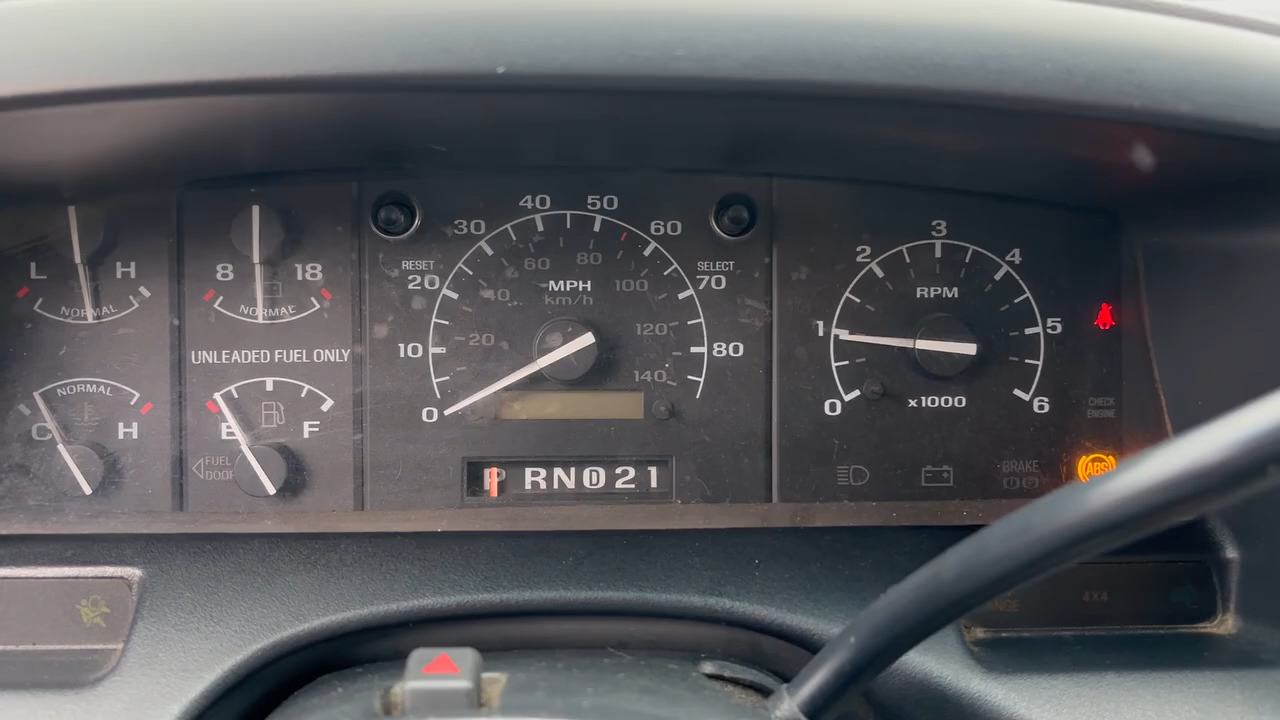 L H
NORMAL
8 18
NORMAL
UNLEADED FUEL ONLY
NORMAL
C H
E F
FUEL
DOOR
RESET
SELECT
0 10 20 30 40 50 60 70 80
MPH
km/h
20 40 60 80 100 120 140
P RN D 2 1
0 1 2 3 4 5 6
RPM
x1000
CHECK
ENGINE
BRAKE
ABS
4X4